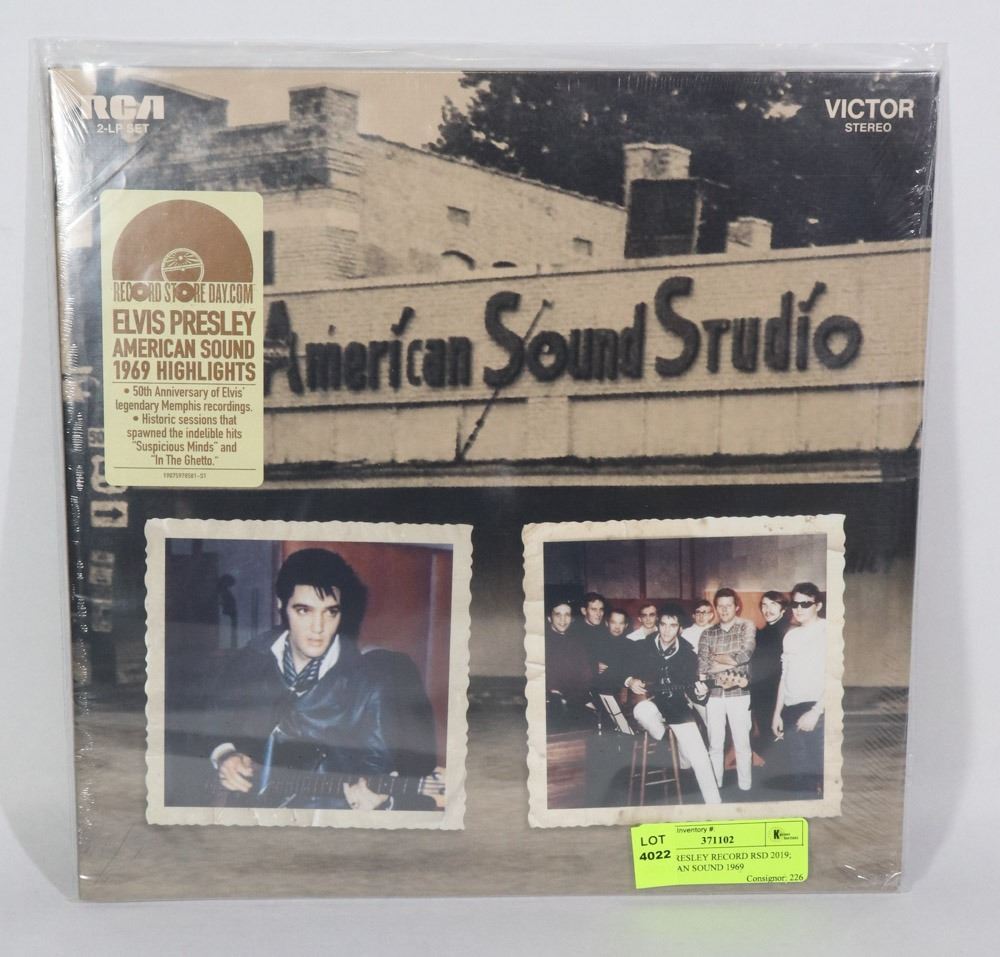 RCA
2-LP SET
VICTOR
STEREO
American Sound Studio
RECORD STORE DAY.COM
ELVIS PRESLEY
AMERICAN SOUND
1969 HIGHLIGHTS
• 50th Anniversary of Elvis'
legendary Memphis recordings.
• Historic sessions that
spawned the indelible hits
"Suspicious Minds" and
"In The Ghetto."
19075978581-S1
LOT
4022
Inventory #:
371102
RESLEY RECORD RSD 2019;
AN SOUND 1969
Consignor: 226